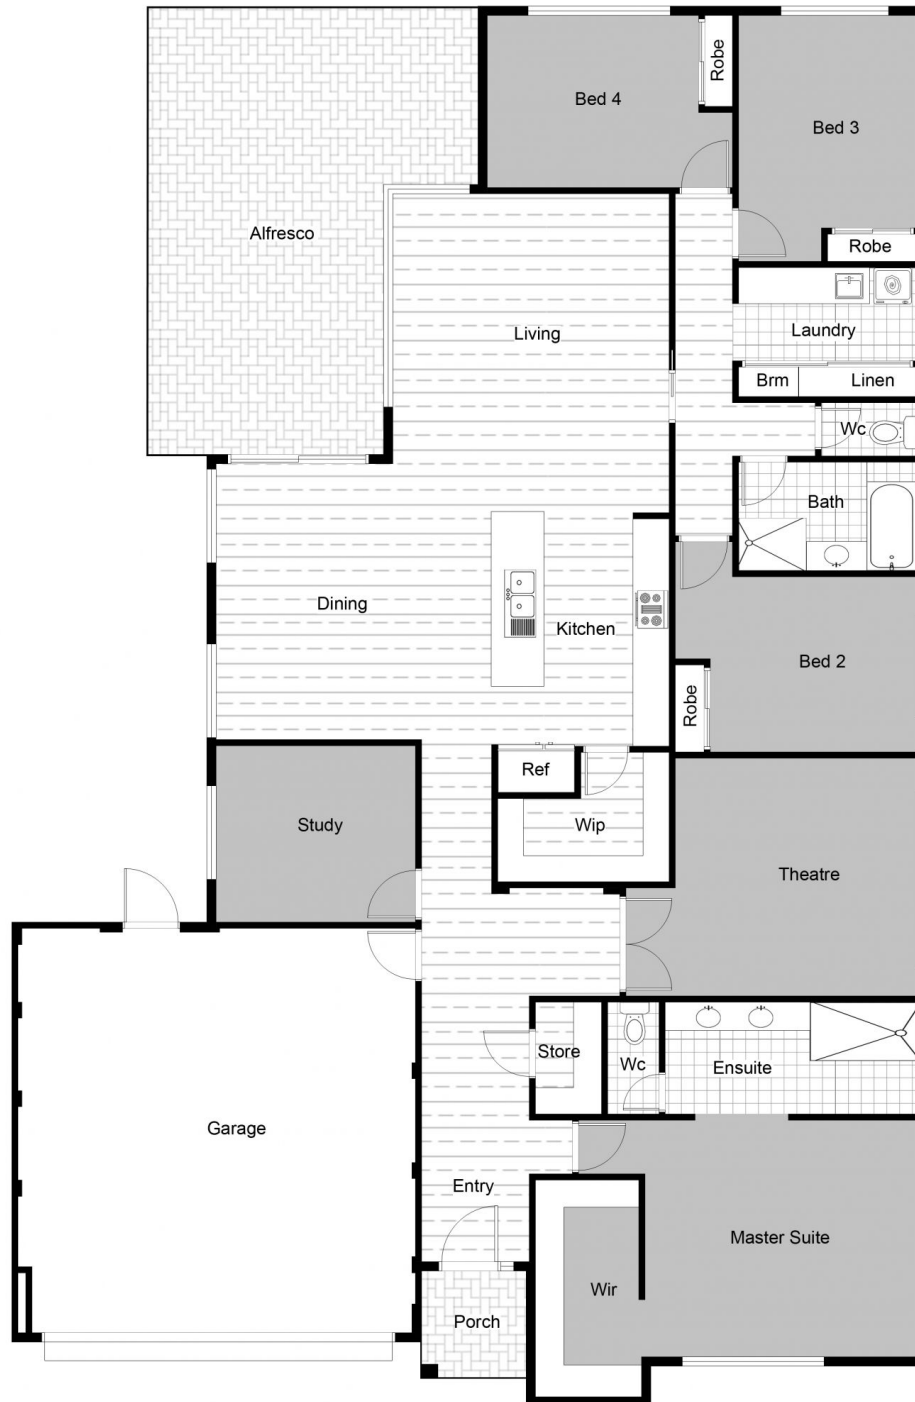 Bed 4
Robe
Bed 3
Alfresco
Robe
Living
Laundry
Brm
Linen
Wc
Bath
Dining
Kitchen
Bed 2
Robe
Ref
Study
Wip
Theatre
Store
Wc
Ensuite
Garage
Entry
Master Suite
Wir
Porch